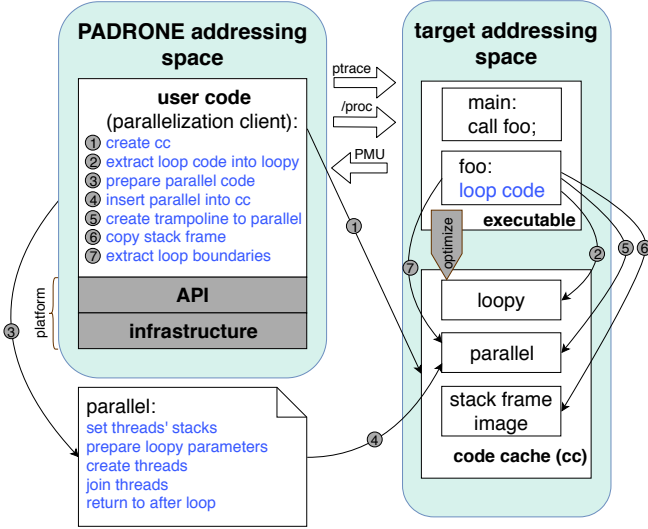 PADRONE addressing
space
user code
(parallelization client):
1 create cc
2 extract loop code into loopy
3 prepare parallel code
4 insert parallel into cc
5 create trampoline to parallel
6 copy stack frame
7 extract loop boundaries
API
infrastructure
platform
3
parallel:
set threads' stacks
prepare loopy parameters
create threads
join threads
return to after loop
ptrace
/proc
PMU
1
4
target addressing
space
main:
call foo;
foo:
loop code
executable
optimize
7
2
5
6
loopy
parallel
stack frame
image
code cache (cc)